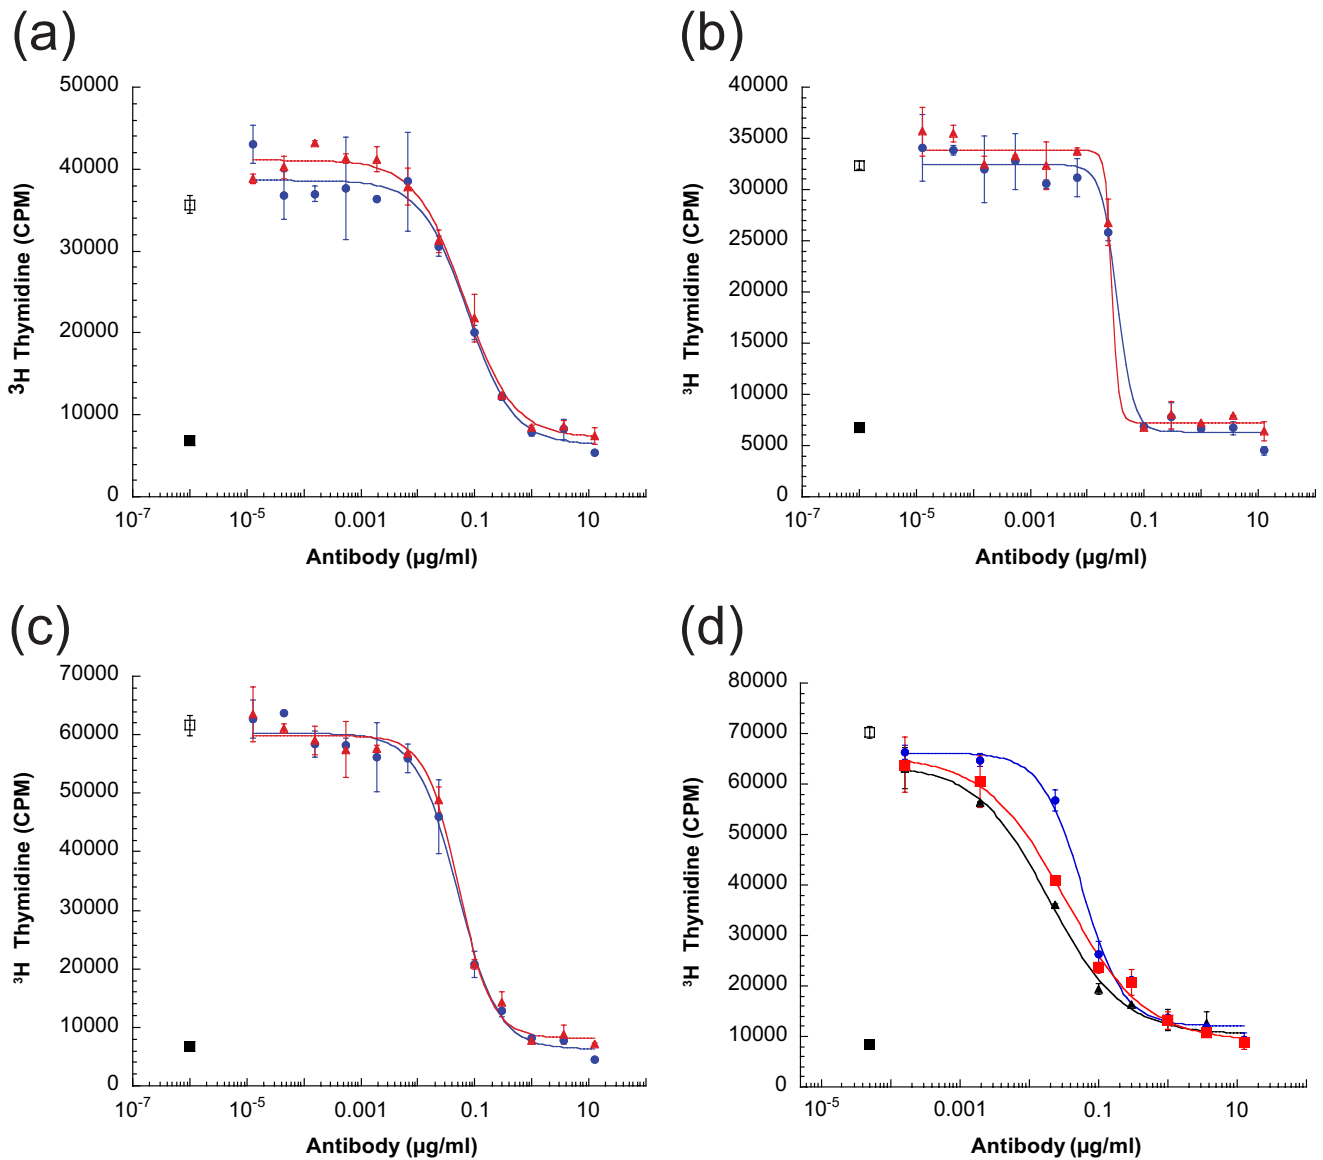 (a)
50000
40000
30000
20000
10000
0
³H Thymidine (CPM)
10⁻⁷ 10⁻⁵ 0.001 0.1 10
Antibody (µg/ml)
(b)
40000
35000
30000
25000
20000
15000
10000
5000
0
³H Thymidine (CPM)
10⁻⁷ 10⁻⁵ 0.001 0.1 10
Antibody (µg/ml)
(c)
70000
60000
50000
40000
30000
20000
10000
0
³H Thymidine (CPM)
10⁻⁷ 10⁻⁵ 0.001 0.1 10
Antibody (µg/ml)
(d)
80000
70000
60000
50000
40000
30000
20000
10000
0
³H Thymidine (CPM)
10⁻⁵ 0.001 0.1 10
Antibody (µg/ml)